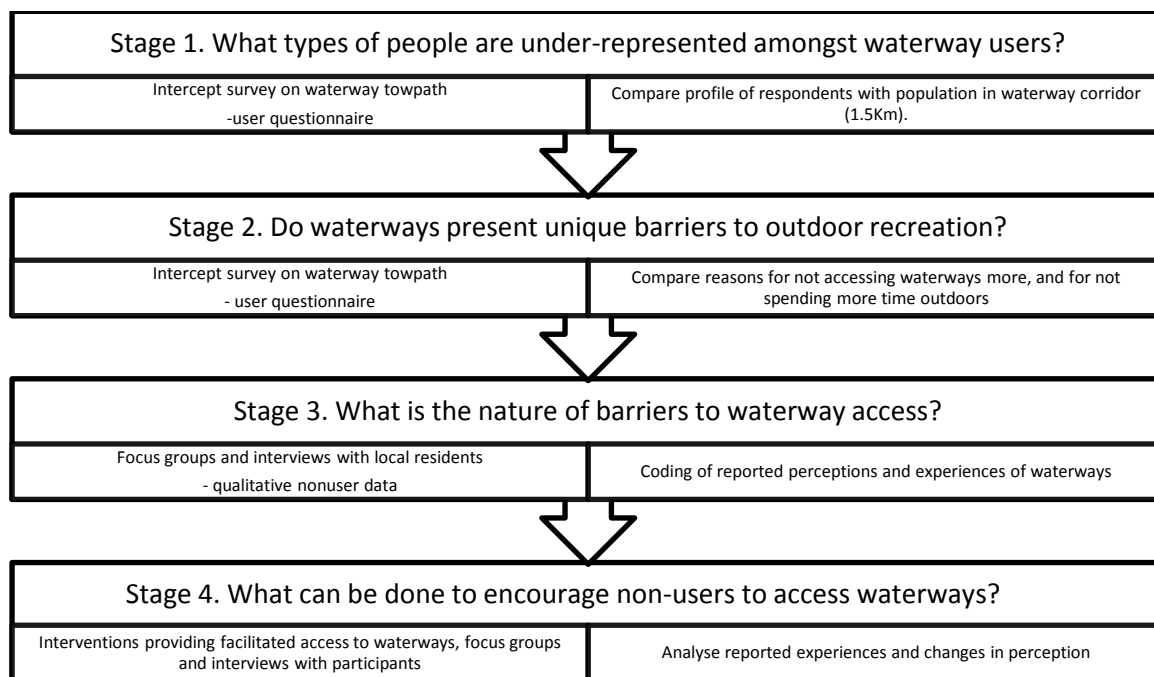 Stage 1. What types of people are under-represented amongst waterway users?
Intercept survey on waterway towpath
-user questionnaire
Compare profile of respondents with population in waterway corridor
(1.5Km).
Stage 2. Do waterways present unique barriers to outdoor recreation?
Intercept survey on waterway towpath
- user questionnaire
Compare reasons for not accessing waterways more, and for not
spending more time outdoors
Stage 3. What is the nature of barriers to waterway access?
Focus groups and interviews with local residents
- qualitative nonuser data
Coding of reported perceptions and experiences of waterways
Stage 4. What can be done to encourage non-users to access waterways?
Interventions providing facilitated access to waterways, focus groups
and interviews with participants
Analyse reported experiences and changes in perception